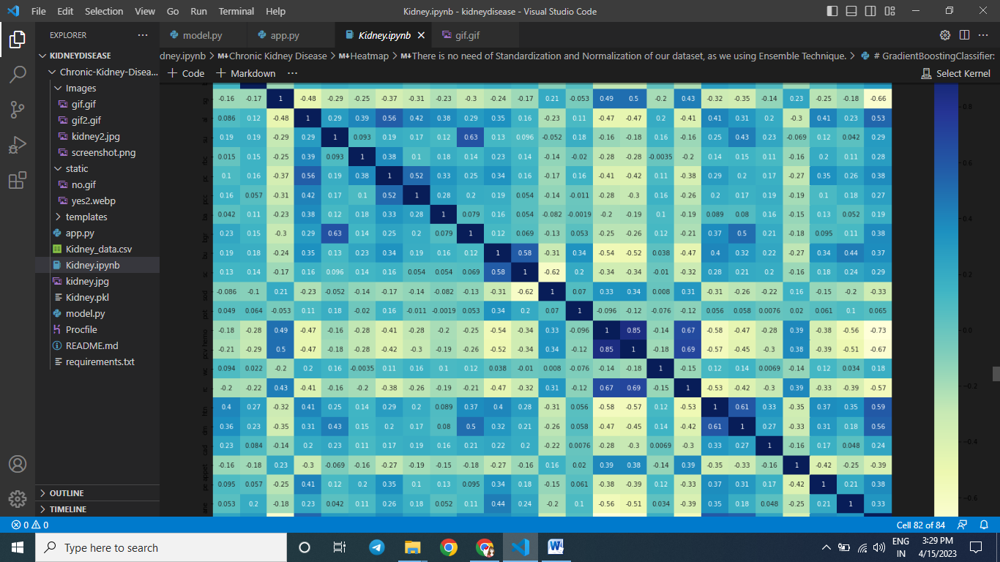 File Edit Selection View Go Run Terminal Help
Kidney.ipynb - kidneydisease - Visual Studio Code
EXPLORER
KIDNEYDISEASE
Chronic-Kidney-Disea...
Images
gif.gif
gif2.gif
kidney2.jpg
screenshot.png
static
no.gif
yes2.webp
templates
app.py
Kidney_data.csv
Kidney.ipynb
kidney.jpg
Kidney.pkl
model.py
Procfile
README.md
requirements.txt
OUTLINE
TIMELINE
model.py app.py Kidney.ipynb gif.gif
dney.ipynb > Chronic Kidney Disease > Heatmap > There is no need of Standardization and Normalization of our dataset, as we using Ensemble Technique. > # GradientBoostingClassifier:
+ Code + Markdown ... Select Kernel
sg -0.16 -0.17 1 -0.48 -0.29 -0.25 -0.37 -0.31 -0.23 -0.3 -0.24 -0.17 0.21 -0.053 0.49 0.5 -0.2 0.43 -0.32 -0.35 -0.14 0.23 -0.25 -0.18 -0.66
al 0.086 0.12 -0.48 1 0.29 0.39 0.56 0.42 0.38 0.29 0.35 0.16 -0.23 0.11 -0.47 -0.47 0.2 -0.41 0.41 0.31 0.2 -0.3 0.41 0.23 0.53
su 0.19 0.19 -0.29 0.29 1 0.093 0.19 0.17 0.12 0.63 0.13 0.096 -0.052 0.18 -0.16 -0.18 0.16 -0.16 0.25 0.43 0.23 -0.069 0.12 0.042 0.29
rbc 0.015 0.15 -0.25 0.39 0.093 1 0.38 0.1 0.18 0.14 0.23 0.14 -0.14 -0.02 -0.28 -0.28 -0.0035 -0.2 0.14 0.15 0.11 -0.16 0.2 0.11 0.28
pc 0.1 0.16 -0.37 0.56 0.19 0.38 1 0.52 0.33 0.25 0.34 0.16 -0.17 0.16 -0.41 -0.42 0.11 -0.38 0.29 0.2 0.17 -0.27 0.35 0.26 0.38
pcc 0.16 0.057 -0.31 0.42 0.17 0.1 0.52 1 0.28 0.2 0.19 0.054 -0.14 -0.011 -0.28 -0.3 0.16 -0.26 0.2 0.17 0.19 -0.19 0.1 0.18 0.27
ba 0.042 0.11 -0.23 0.38 0.12 0.18 0.33 0.28 1 0.079 0.16 0.054 -0.082 -0.0019 -0.2 -0.19 0.1 -0.19 0.089 0.08 0.16 -0.15 0.13 0.052 0.19
bgr 0.23 0.15 -0.3 0.29 0.63 0.14 0.25 0.2 0.079 1 0.12 0.069 -0.13 0.053 -0.25 -0.26 0.12 -0.21 0.37 0.5 0.21 -0.18 0.095 0.11 0.38
bu 0.19 0.18 -0.24 0.35 0.13 0.23 0.34 0.19 0.16 0.12 1 0.58 -0.31 0.34 -0.54 -0.52 0.038 -0.47 0.4 0.32 0.22 -0.27 0.34 0.44 0.37
sc 0.13 0.14 -0.17 0.16 0.096 0.14 0.16 0.054 0.054 0.069 0.58 1 -0.62 0.2 -0.34 -0.34 -0.01 -0.32 0.28 0.21 0.2 -0.16 0.18 0.24 0.29
sod -0.086 -0.1 0.21 -0.23 -0.052 -0.14 -0.17 -0.14 -0.082 -0.13 -0.31 -0.62 1 0.07 0.33 0.34 0.008 0.31 -0.31 -0.26 -0.22 0.16 -0.15 -0.2 -0.33
pot 0.049 0.064 -0.053 0.11 0.18 -0.02 0.16 -0.011 -0.0019 0.053 0.34 0.2 0.07 1 -0.096 -0.12 -0.076 -0.12 0.056 0.058 0.0076 0.02 0.061 0.1 0.065
hemo -0.18 -0.28 0.49 -0.47 -0.16 -0.28 -0.41 -0.28 -0.2 -0.25 -0.54 -0.34 0.33 -0.096 1 0.85 -0.14 0.67 -0.58 -0.47 -0.28 0.39 -0.38 -0.56 -0.73
pcv -0.21 -0.29 0.5 -0.47 -0.18 -0.28 -0.42 -0.3 -0.19 -0.26 -0.52 -0.34 0.34 -0.12 0.85 1 -0.18 0.69 -0.57 -0.45 -0.3 0.38 -0.39 -0.51 -0.67
wc 0.094 0.022 -0.2 0.2 0.16 -0.0035 0.11 0.16 0.1 0.12 0.038 -0.01 0.008 -0.076 -0.14 -0.18 1 -0.15 0.12 0.14 0.0069 -0.14 0.12 0.034 0.18
rc -0.2 -0.22 0.43 -0.41 -0.16 -0.2 -0.38 -0.26 -0.19 -0.21 -0.47 -0.32 0.31 -0.12 0.67 0.69 -0.15 1 -0.53 -0.42 -0.3 0.39 -0.33 -0.39 -0.57
htn 0.4 0.27 -0.32 0.41 0.25 0.14 0.29 0.2 0.089 0.37 0.4 0.28 -0.31 0.056 -0.58 -0.57 0.12 -0.53 1 0.61 0.33 -0.35 0.37 0.35 0.59
dm 0.36 0.23 -0.35 0.31 0.43 0.15 0.2 0.17 0.08 0.5 0.32 0.21 -0.26 0.058 -0.47 -0.45 0.14 -0.42 0.61 1 0.27 -0.33 0.31 0.18 0.56
cad 0.23 0.084 -0.14 0.2 0.23 0.11 0.17 0.19 0.16 0.21 0.22 0.2 -0.22 0.0076 -0.28 -0.3 0.0069 -0.3 0.33 0.27 1 -0.16 0.17 0.048 0.24
appet -0.16 -0.18 0.23 -0.3 -0.069 -0.16 -0.27 -0.19 -0.15 -0.18 -0.27 -0.16 0.16 0.02 0.39 0.38 -0.14 0.39 -0.35 -0.33 -0.16 1 -0.42 -0.25 -0.39
pe 0.095 0.057 -0.25 0.41 0.12 0.2 0.35 0.1 0.13 0.095 0.34 0.18 -0.15 0.061 -0.38 -0.39 0.12 -0.33 0.37 0.31 0.17 -0.42 1 0.21 0.38
ane 0.053 0.2 -0.18 0.23 0.042 0.11 0.26 0.18 0.052 0.11 0.44 0.24 -0.2 0.1 -0.56 -0.51 0.034 -0.39 0.35 0.18 0.048 -0.25 0.21 1 0.33
0.8
0.6
0.4
0.2
0.0
-0.2
-0.4
-0.6
0 0
Cell 82 of 84
Type here to search
ENG
IN
3:29 PM
4/15/2023